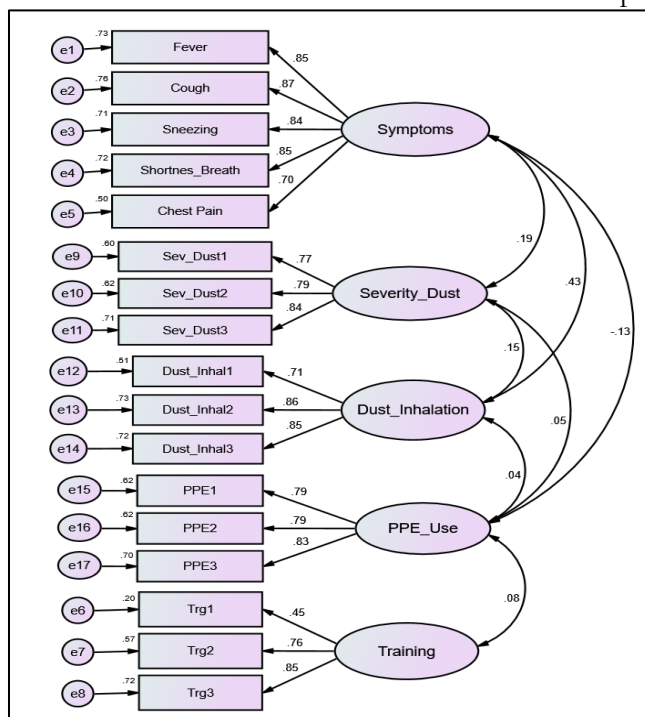 .73
e1
Fever
.85
.76
e2
Cough
.87
.71
e3
Sneezing
.84
Symptoms
.72
e4
Shortnes_Breath
.85
.50
e5
Chest Pain
.70
.60
e9
Sev_Dust1
.77
.19
.62
e10
Sev_Dust2
.79
Severity_Dust
.43
.71
e11
Sev_Dust3
.84
-.13
.15
.51
e12
Dust_Inhal1
.71
.73
e13
Dust_Inhal2
.86
Dust_Inhalation
.05
.72
e14
Dust_Inhal3
.85
.04
.62
e15
PPE1
.79
.62
e16
PPE2
.79
PPE_Use
.70
e17
PPE3
.83
.20
e6
Trg1
.45
.08
.57
e7
Trg2
.76
Training
.72
e8
Trg3
.85